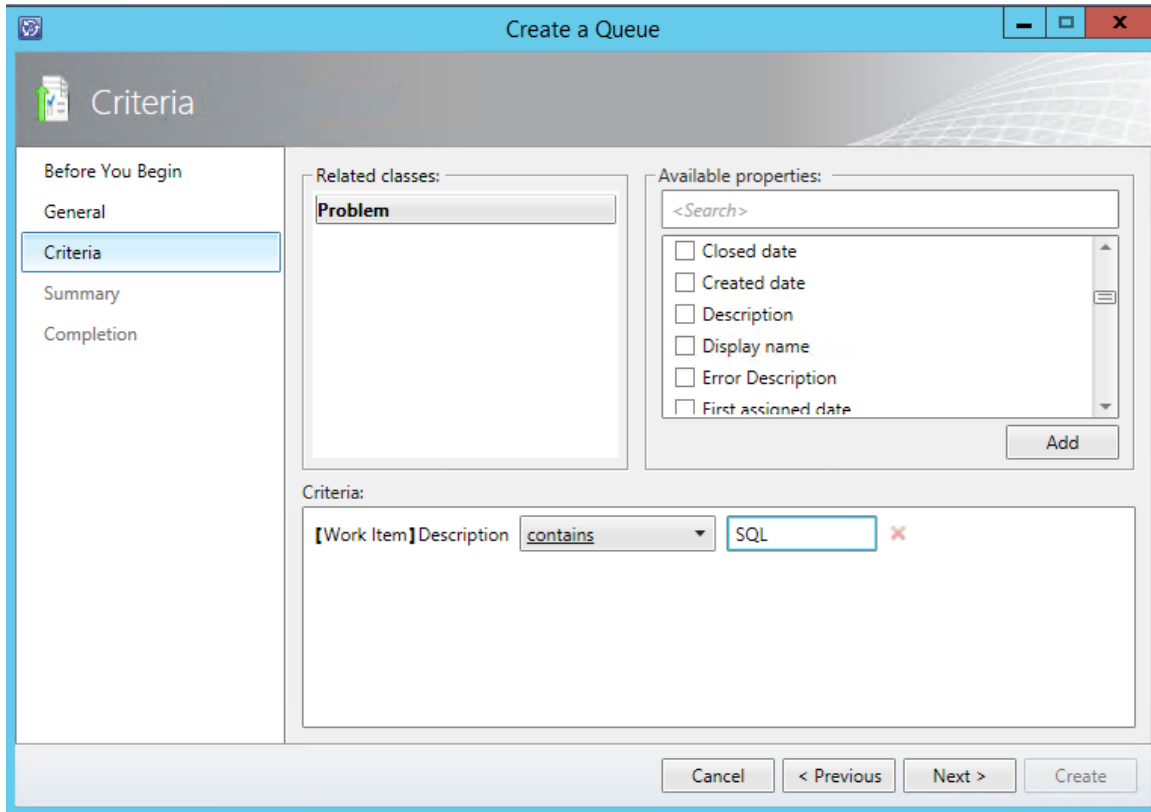 Create a Queue
Criteria
Before You Begin
General
Criteria
Summary
Completion
Related classes:
Problem
Available properties:
<Search>
Closed date
Created date
Description
Display name
Error Description
First assigned date
Add
Criteria:
[Work Item] Description contains SQL
Cancel < Previous Next > Create